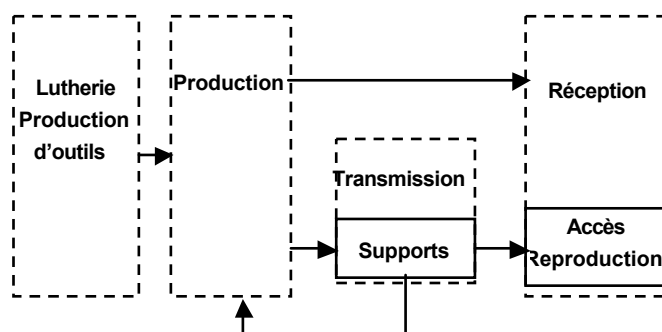 Lutherie
Production
d'outils
Production
Réception
Transmission
Supports
Accès
Reproduction